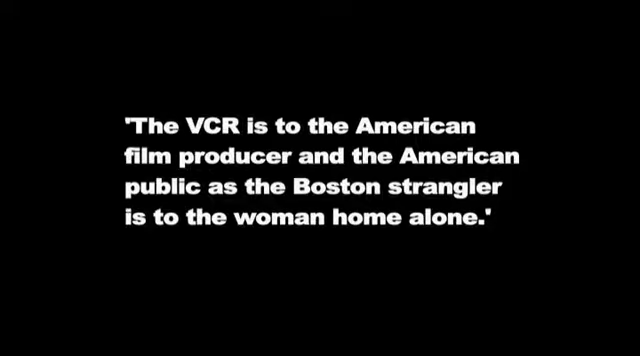 'The VCR is to the American
film producer and the American
public as the Boston strangler
is to the woman home alone.'